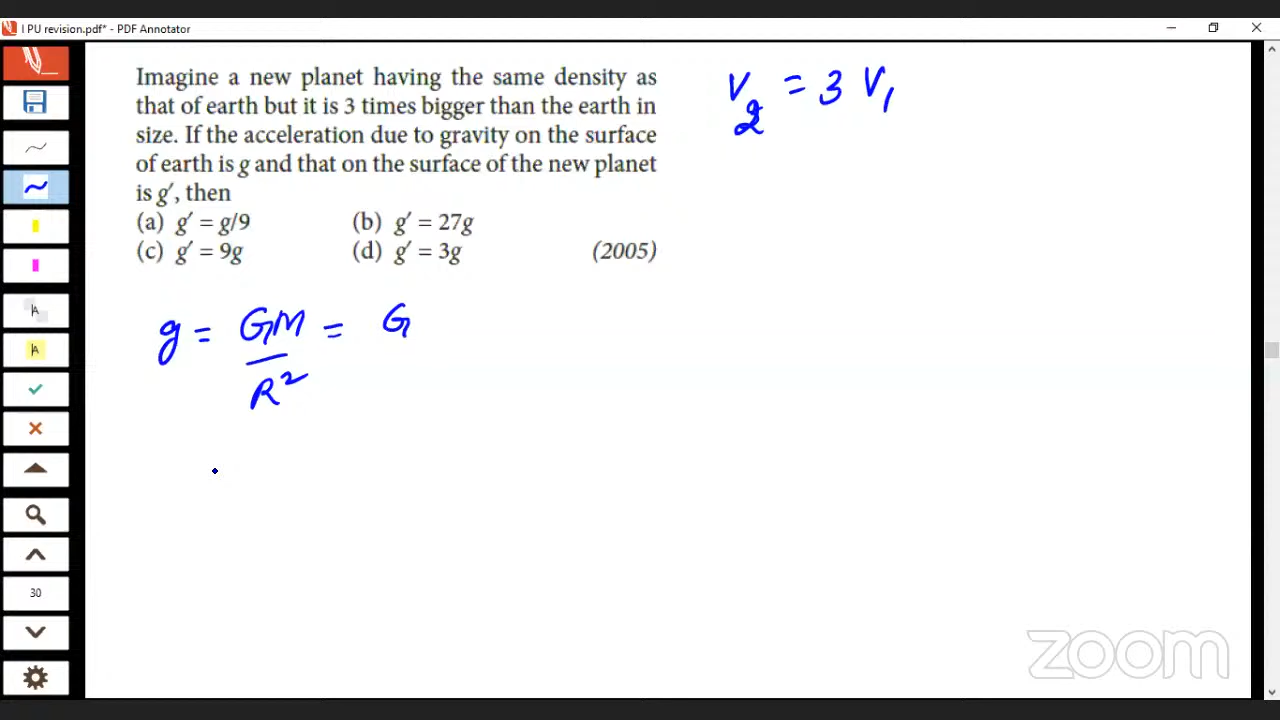 I PU revision.pdf* - PDF Annotator
Imagine a new planet having the same density as
that of earth but it is 3 times bigger than the earth in
size. If the acceleration due to gravity on the surface
of earth is g and that on the surface of the new planet
is g′, then
(a) g′ = g/9 (b) g′ = 27g
(c) g′ = 9g (d) g′ = 3g (2005)
V₂ = 3 V₁
g = GM/R² = G
A
A
30
zoom